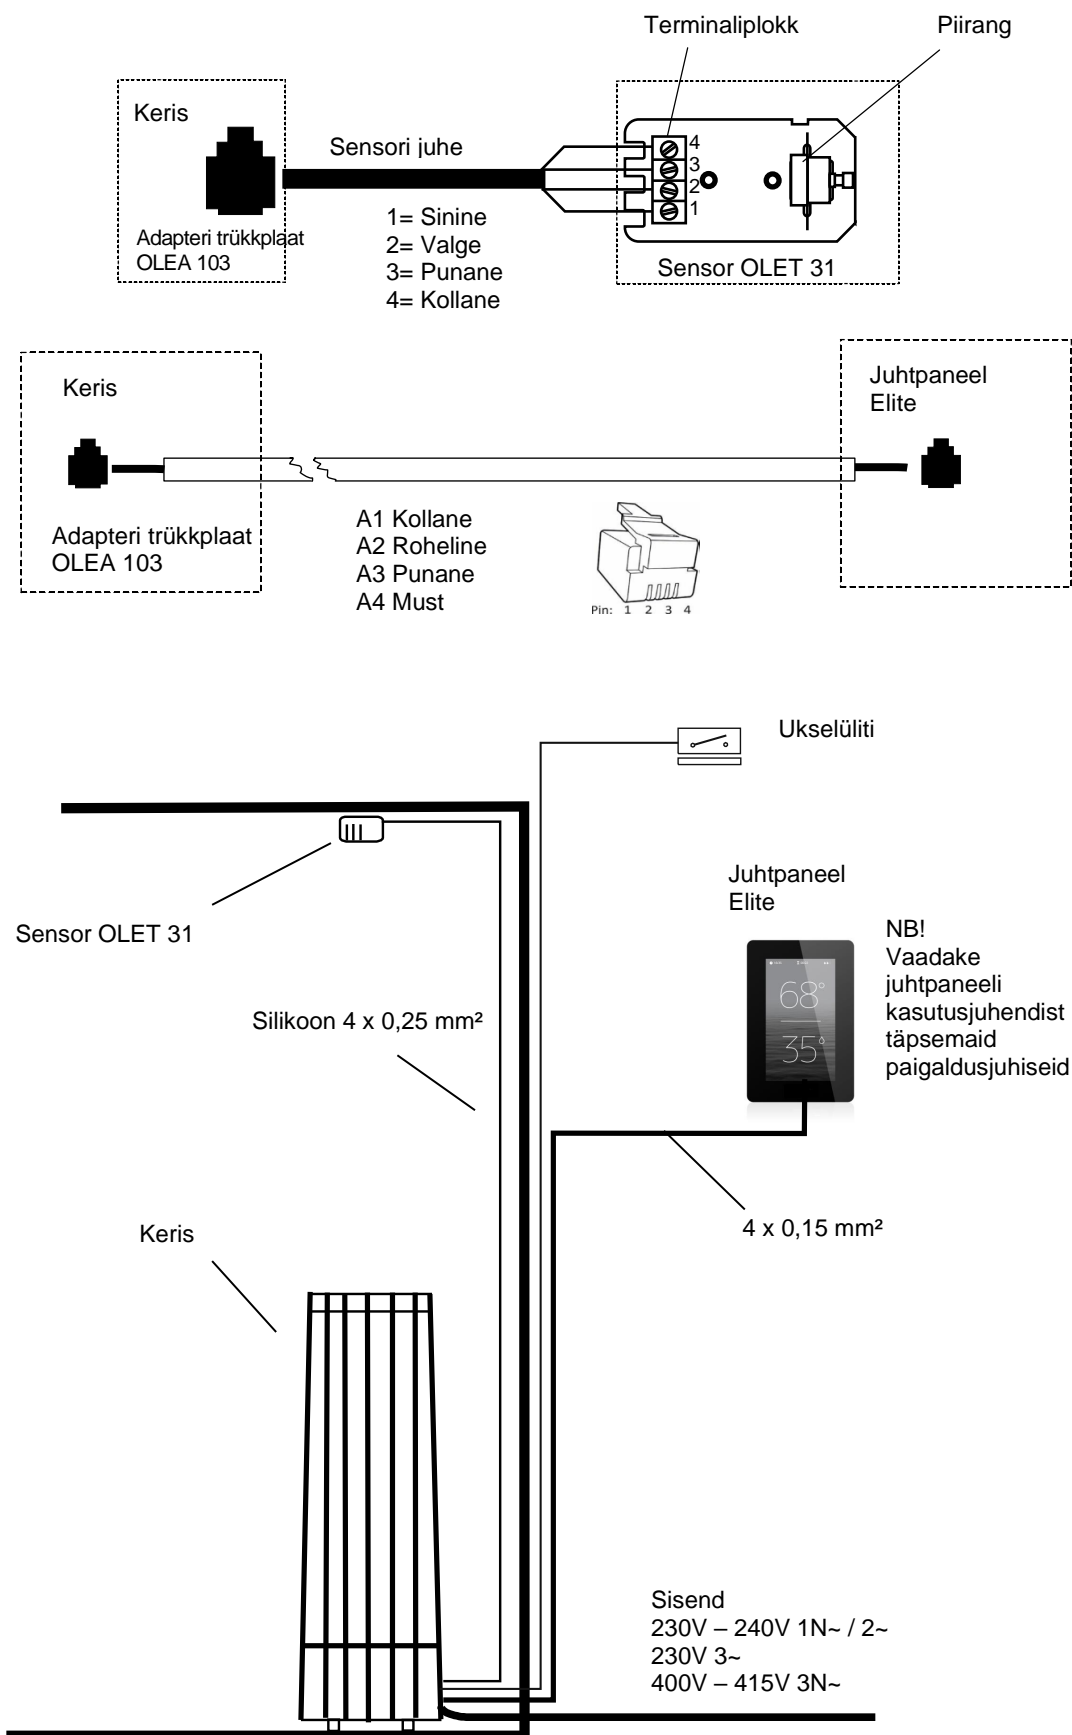 Terminaliplokk
Piirang
Keris
Sensori juhe
4
3
2
1
Adapteri trükkplaat
OLEA 103
1= Sinine
2= Valge
3= Punane
4= Kollane
Sensor OLET 31
Keris
Juhtpaneel
Elite
Adapteri trükkplaat
OLEA 103
A1 Kollane
A2 Roheline
A3 Punane
A4 Must
Pin: 1 2 3 4
Ukselüliti
Sensor OLET 31
Juhtpaneel
Elite
68°
35°
NB!
Vaadake
juhtpaneeli
kasutusjuhendist
täpsemaid
paigaldusjuhiseid
Silikoon 4 x 0,25 mm²
4 x 0,15 mm²
Keris
Sisend
230V – 240V 1N~ / 2~
230V 3~
400V – 415V 3N~